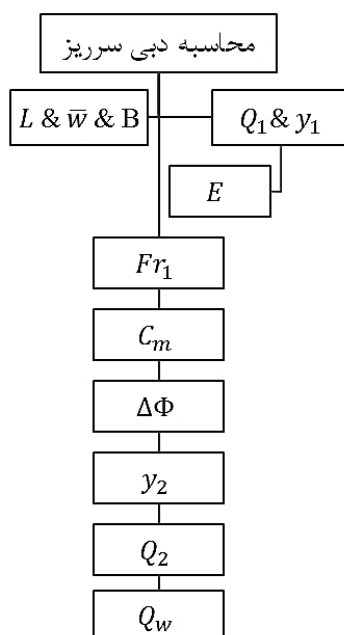 محاسبه دبی سرریز
L & w̅ & B
Q₁& y₁
E
Fr₁
Cₘ
ΔΦ
y₂
Q₂
Q_w